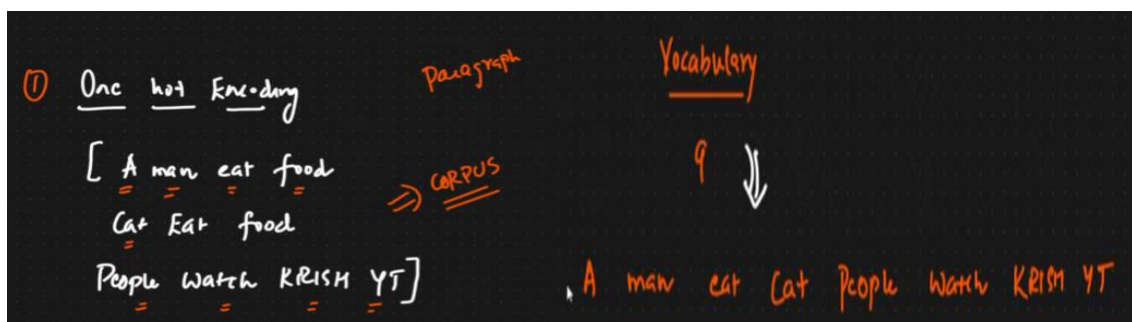 ① One hot Encoding
Paragraph
[ A man eat food
Cat Eat food
People Watch KRISH YT ]
⇒ CORPUS
Vocabulary
9 ⇓
A man eat Cat People Watch KRISH YT